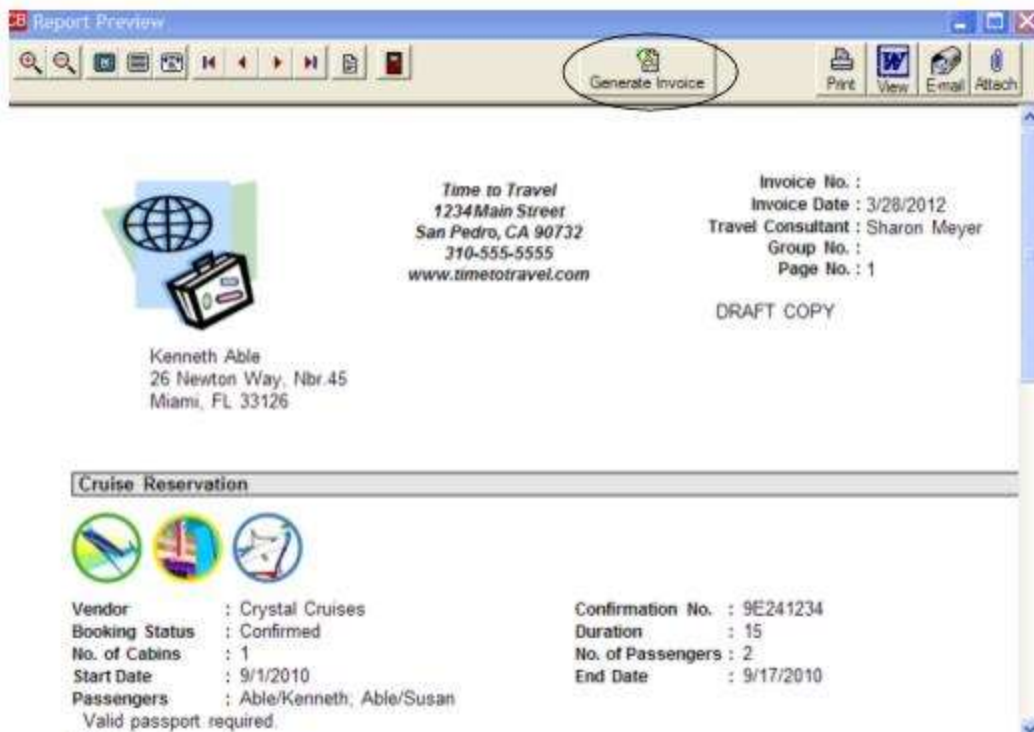 CB Report Preview
Generate Invoice
Print View E-mail Attach
Time to Travel
1234 Main Street
San Pedro, CA 90732
310-555-5555
www.timetotravel.com
Invoice No. :
Invoice Date : 3/28/2012
Travel Consultant : Sharon Meyer
Group No. :
Page No. : 1
DRAFT COPY
Kenneth Able
26 Newton Way, Nbr.45
Miami, FL 33126
Cruise Reservation
Vendor : Crystal Cruises Confirmation No. : 9E241234
Booking Status : Confirmed Duration : 15
No. of Cabins : 1 No. of Passengers : 2
Start Date : 9/1/2010 End Date : 9/17/2010
Passengers : Able/Kenneth; Able/Susan
Valid passport required.